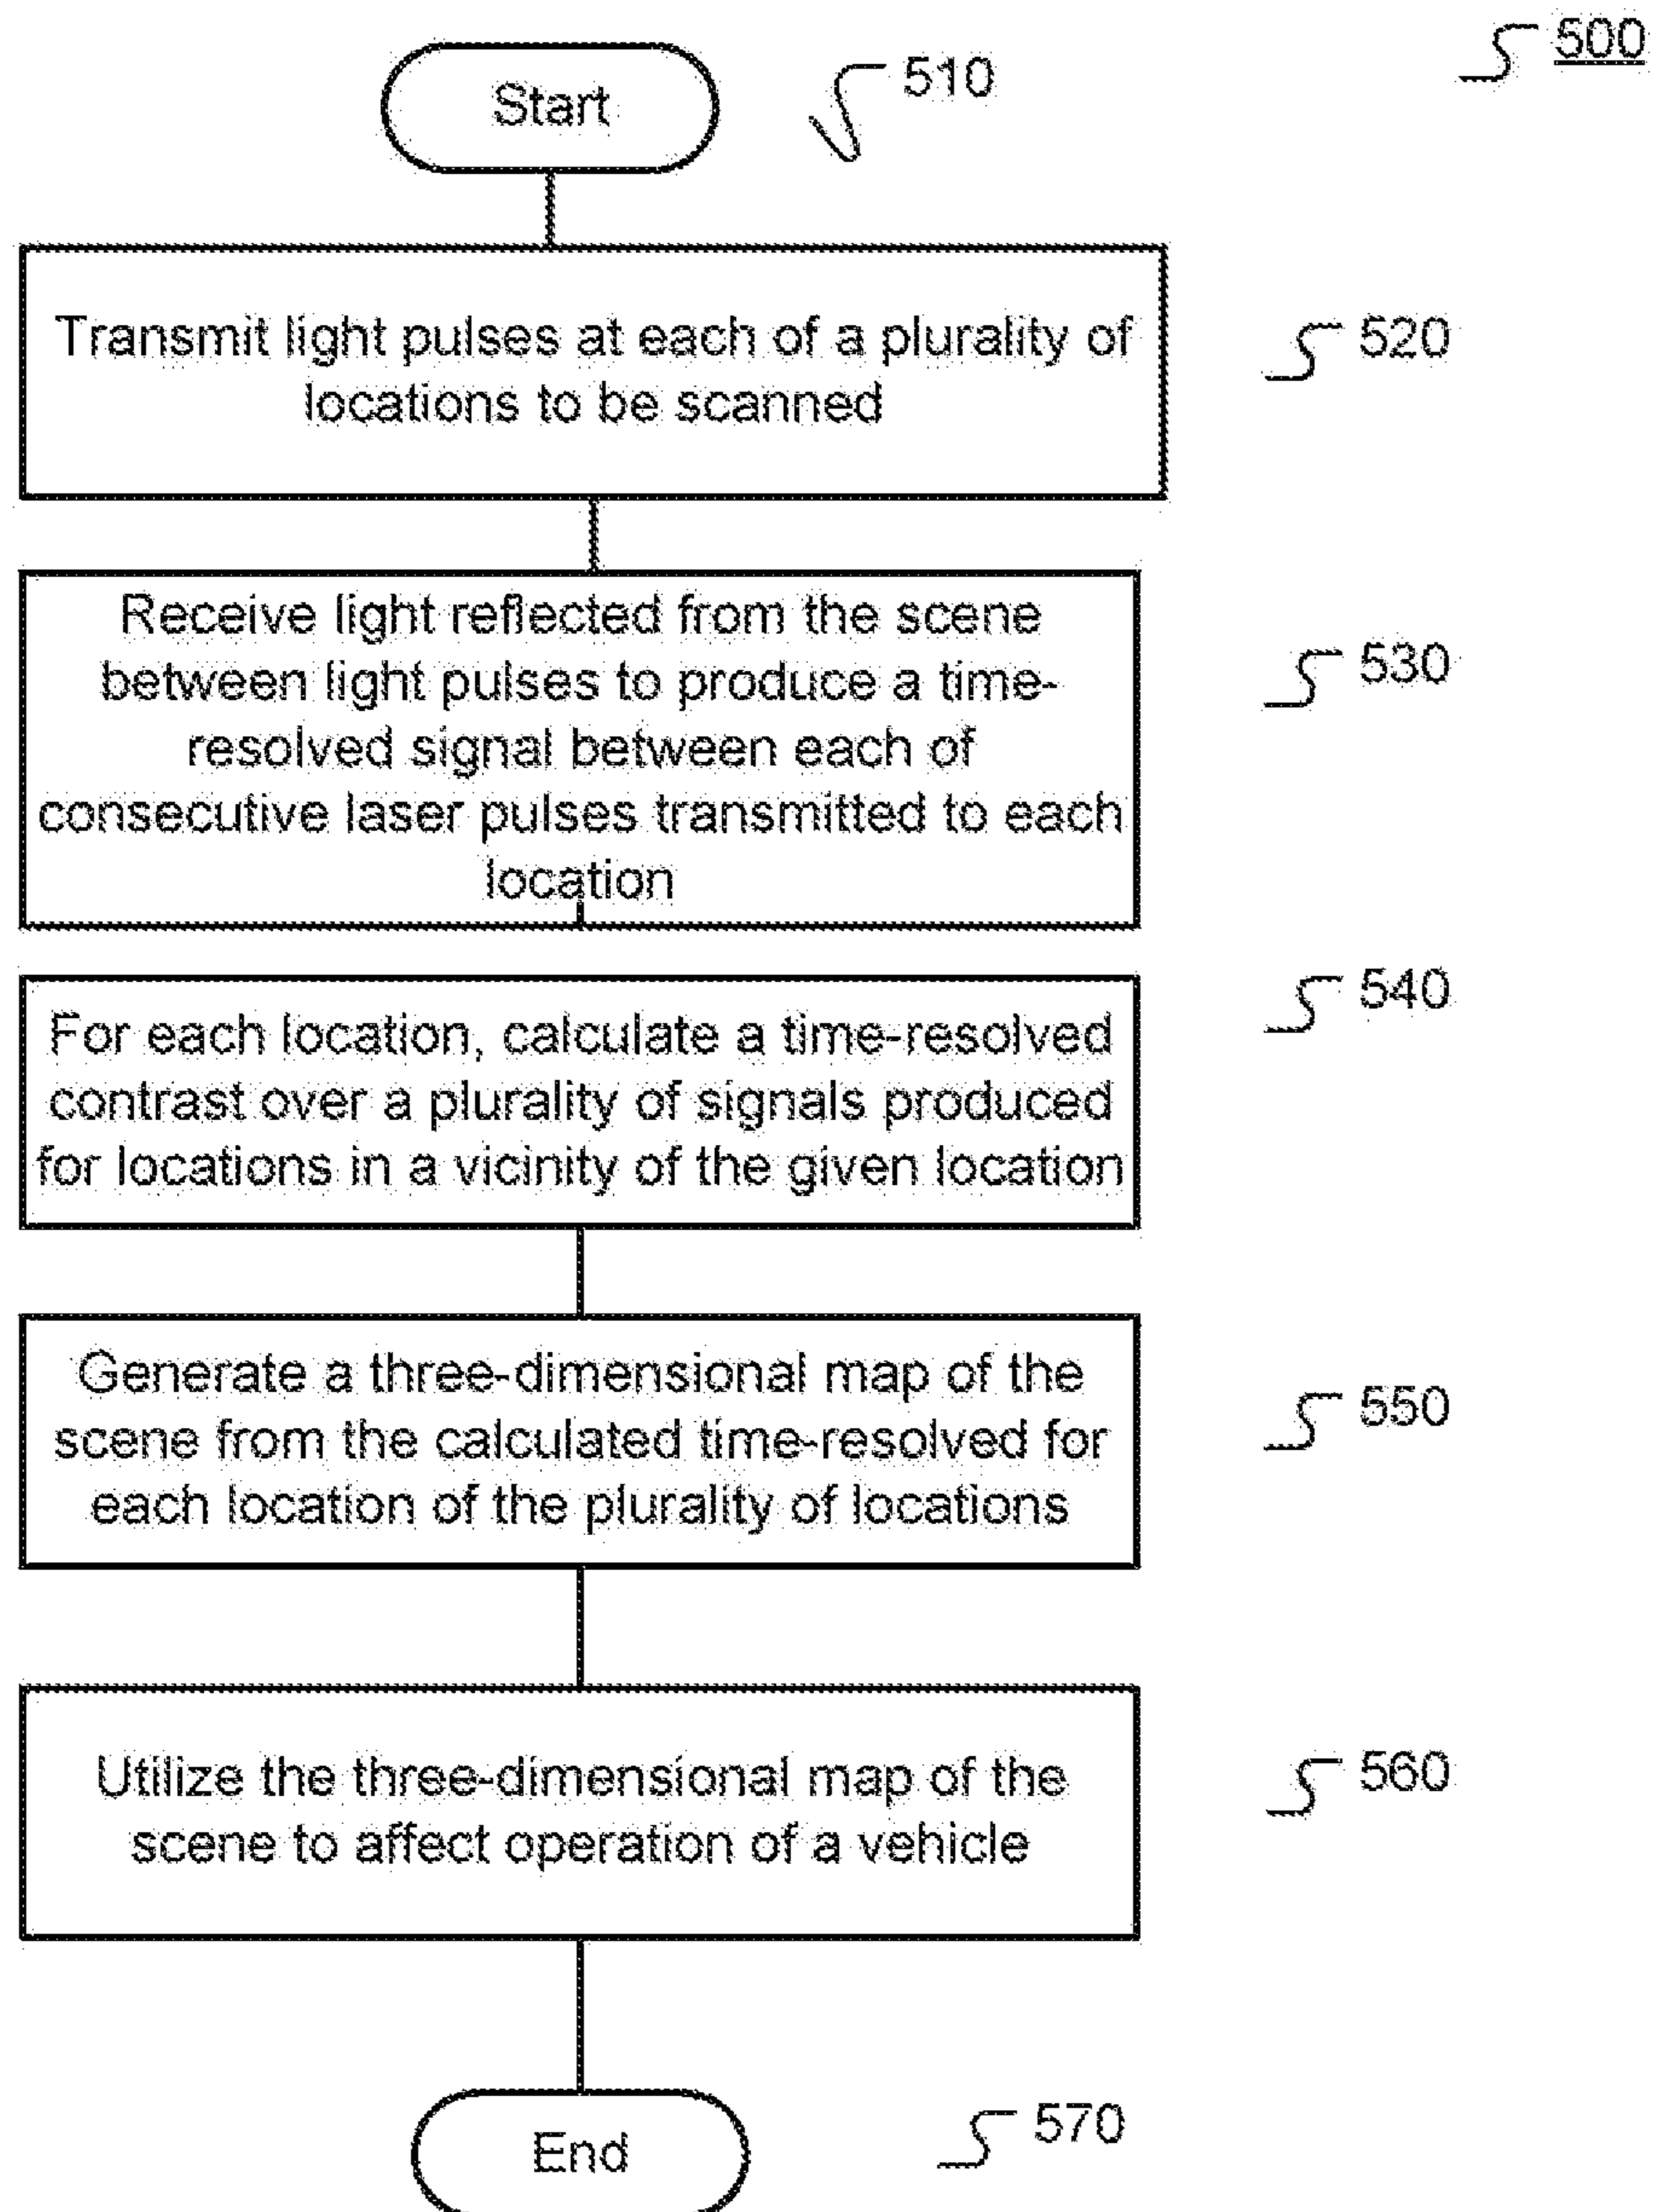 500
Start
510
Transmit light pulses at each of a plurality of
locations to be scanned
520
Receive light reflected from the scene
between light pulses to produce a time-
resolved signal between each of
consecutive laser pulses transmitted to each
location
530
For each location, calculate a time-resolved
contrast over a plurality of signals produced
for locations in a vicinity of the given location
540
Generate a three-dimensional map of the
scene from the calculated time-resolved for
each location of the plurality of locations
550
Utilize the three-dimensional map of the
scene to affect operation of a vehicle
560
End
570